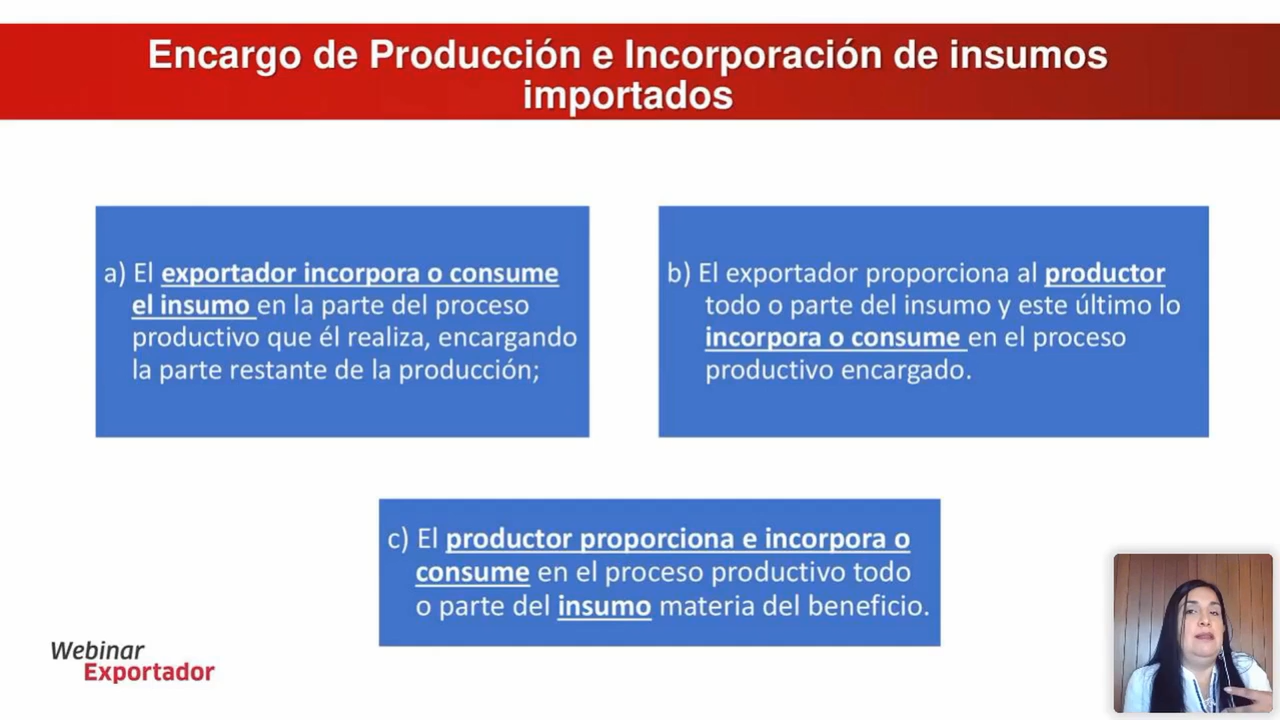 Encargo de Producción e Incorporación de insumos
importados
a) El exportador incorpora o consume
el insumo en la parte del proceso
productivo que él realiza, encargando
la parte restante de la producción;
b) El exportador proporciona al productor
todo o parte del insumo y este último lo
incorpora o consume en el proceso
productivo encargado.
c) El productor proporciona e incorpora o
consume en el proceso productivo todo
o parte del insumo materia del beneficio.
Webinar
Exportador